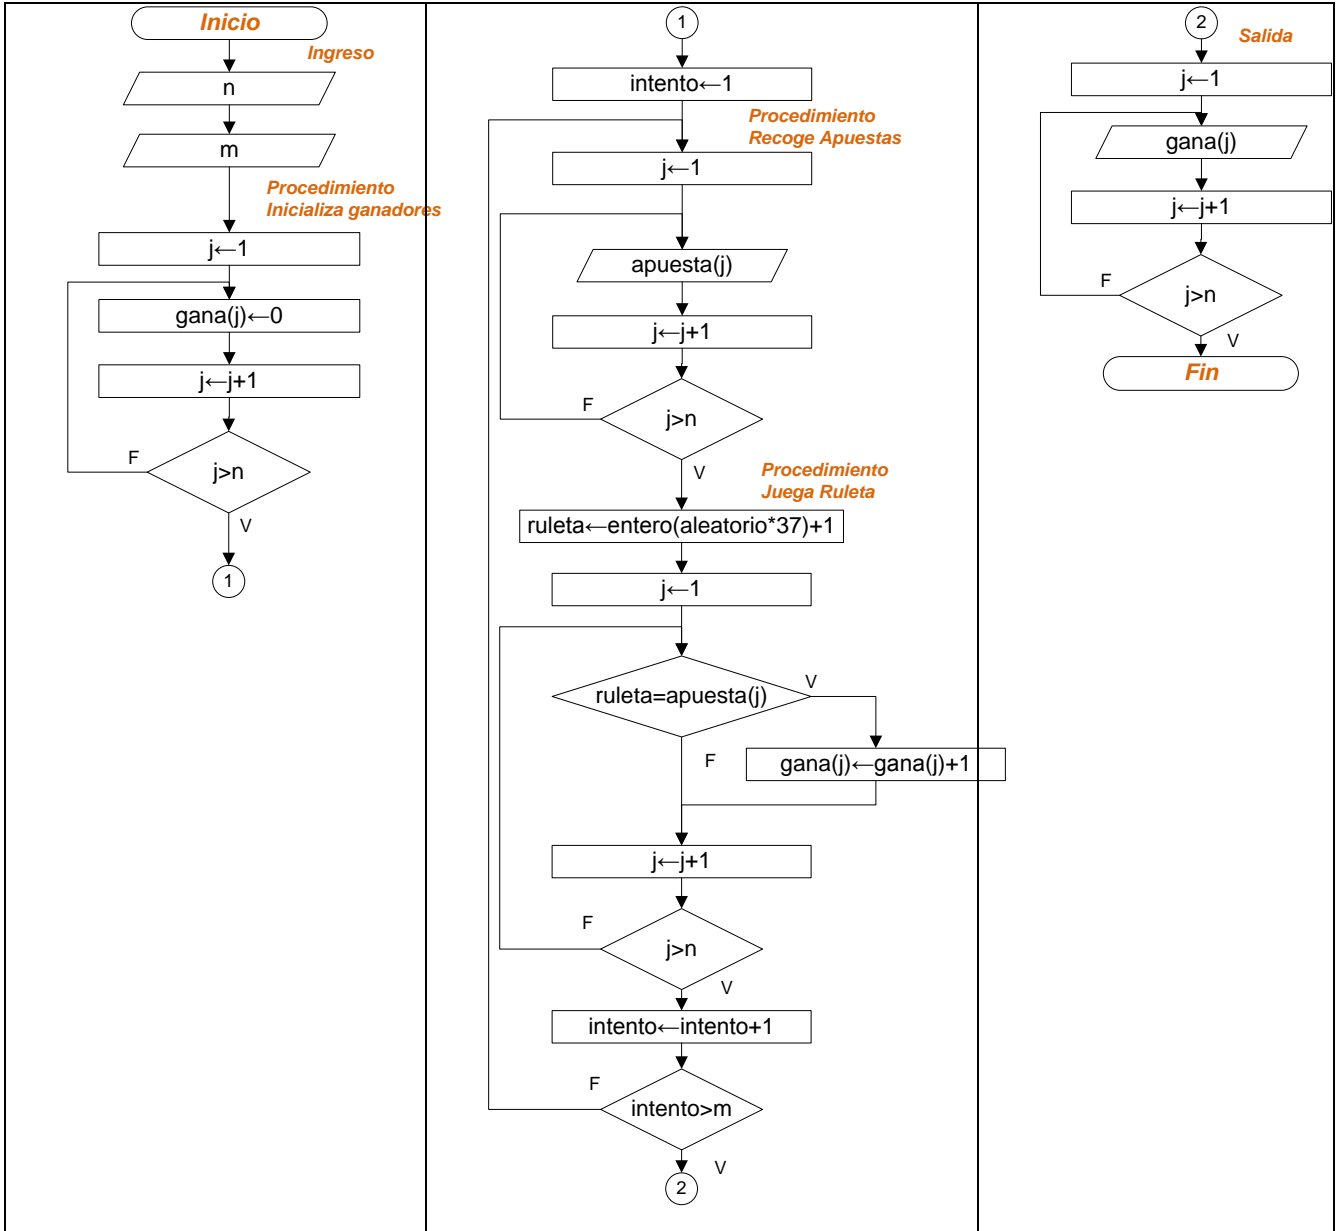 Inicio
Ingreso
n
m
Procedimiento
Inicializa ganadores
j←1
gana(j)←0
j←j+1
F
j>n
V
1
1
intento←1
Procedimiento
Recoge Apuestas
j←1
apuesta(j)
j←j+1
F
j>n
V
Procedimiento
Juega Ruleta
ruleta←entero(aleatorio*37)+1
j←1
ruleta=apuesta(j)
V
F
gana(j)←gana(j)+1
j←j+1
F
j>n
V
intento←intento+1
F
intento>m
V
2
2
Salida
j←1
gana(j)
j←j+1
F
j>n
V
Fin